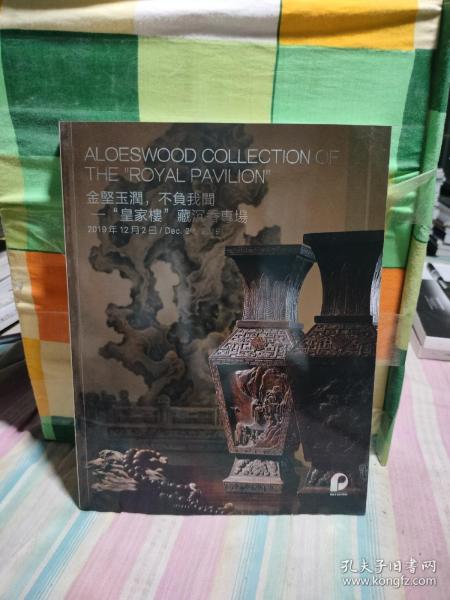 ALOESWOOD COLLECTION OF
THE "ROYAL PAVILION"
金堅玉潤，不負我聞
—“皇家樓”藏沉香專場
2019年12月2日/Dec. 2
孔夫子旧书网
www.kongfz.com